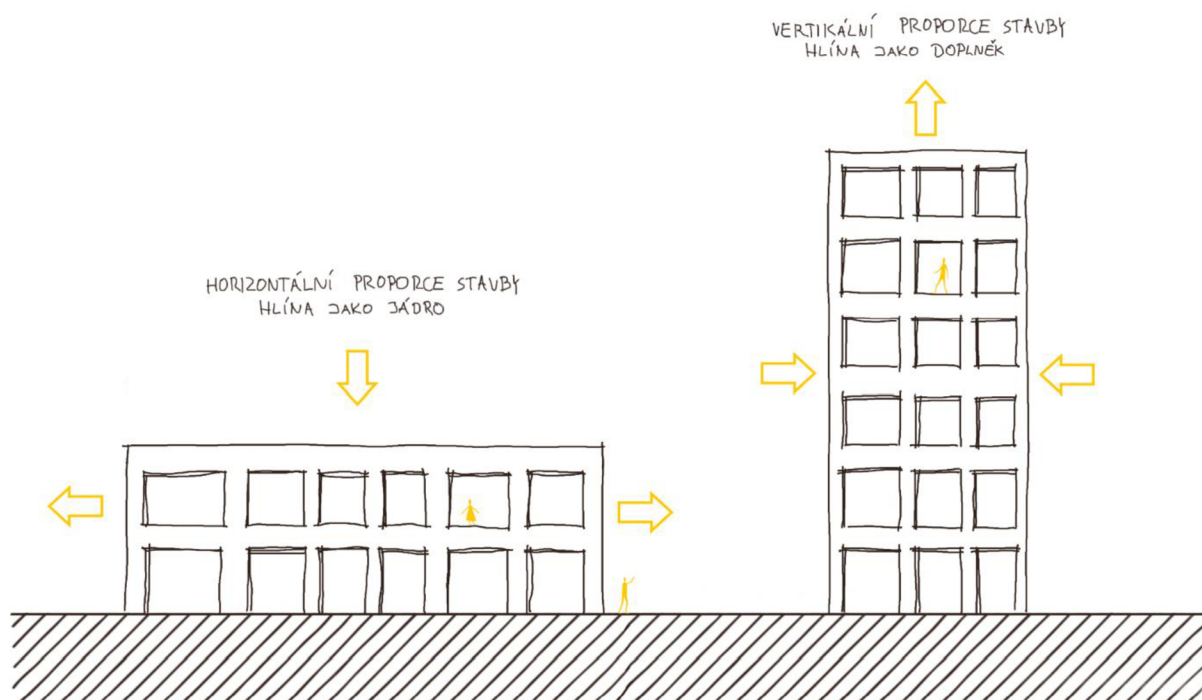 VERTIKÁLNÍ PROPORCE STAVBY
HLÍNA JAKO DOPLNĚK
HORIZONTÁLNÍ PROPORCE STAVBY
HLÍNA JAKO JÁDRO